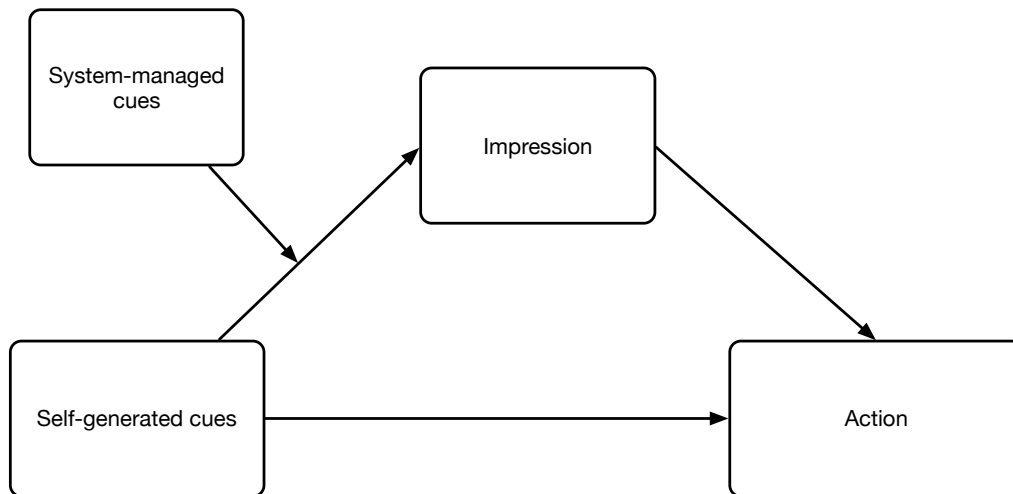 System-managed
cues
Impression
Self-generated cues
Action